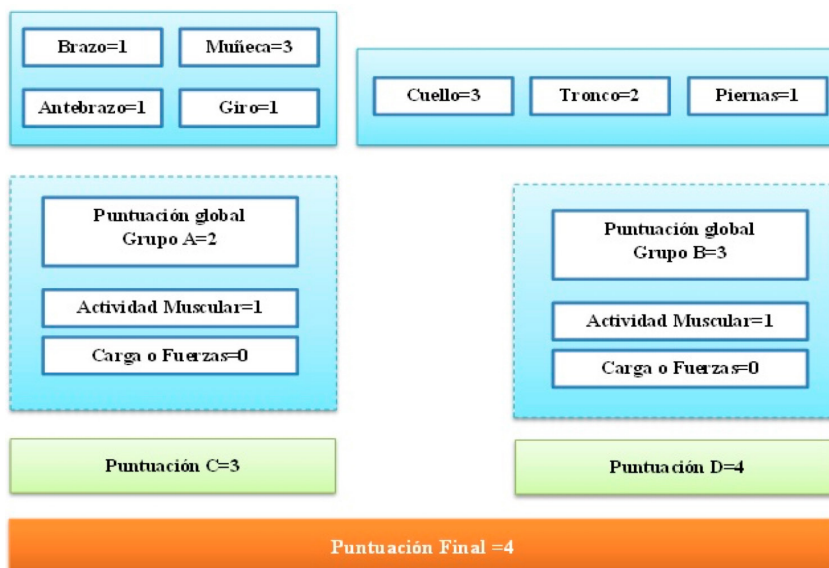 Brazo=1
Muñeca=3
Antebrazo=1
Giro=1
Cuello=3
Tronco=2
Piernas=1
Puntuación global
Grupo A=2
Actividad Muscular=1
Carga o Fuerzas=0
Puntuación global
Grupo B=3
Actividad Muscular=1
Carga o Fuerzas=0
Puntuación C=3
Puntuación D=4
Puntuación Final =4